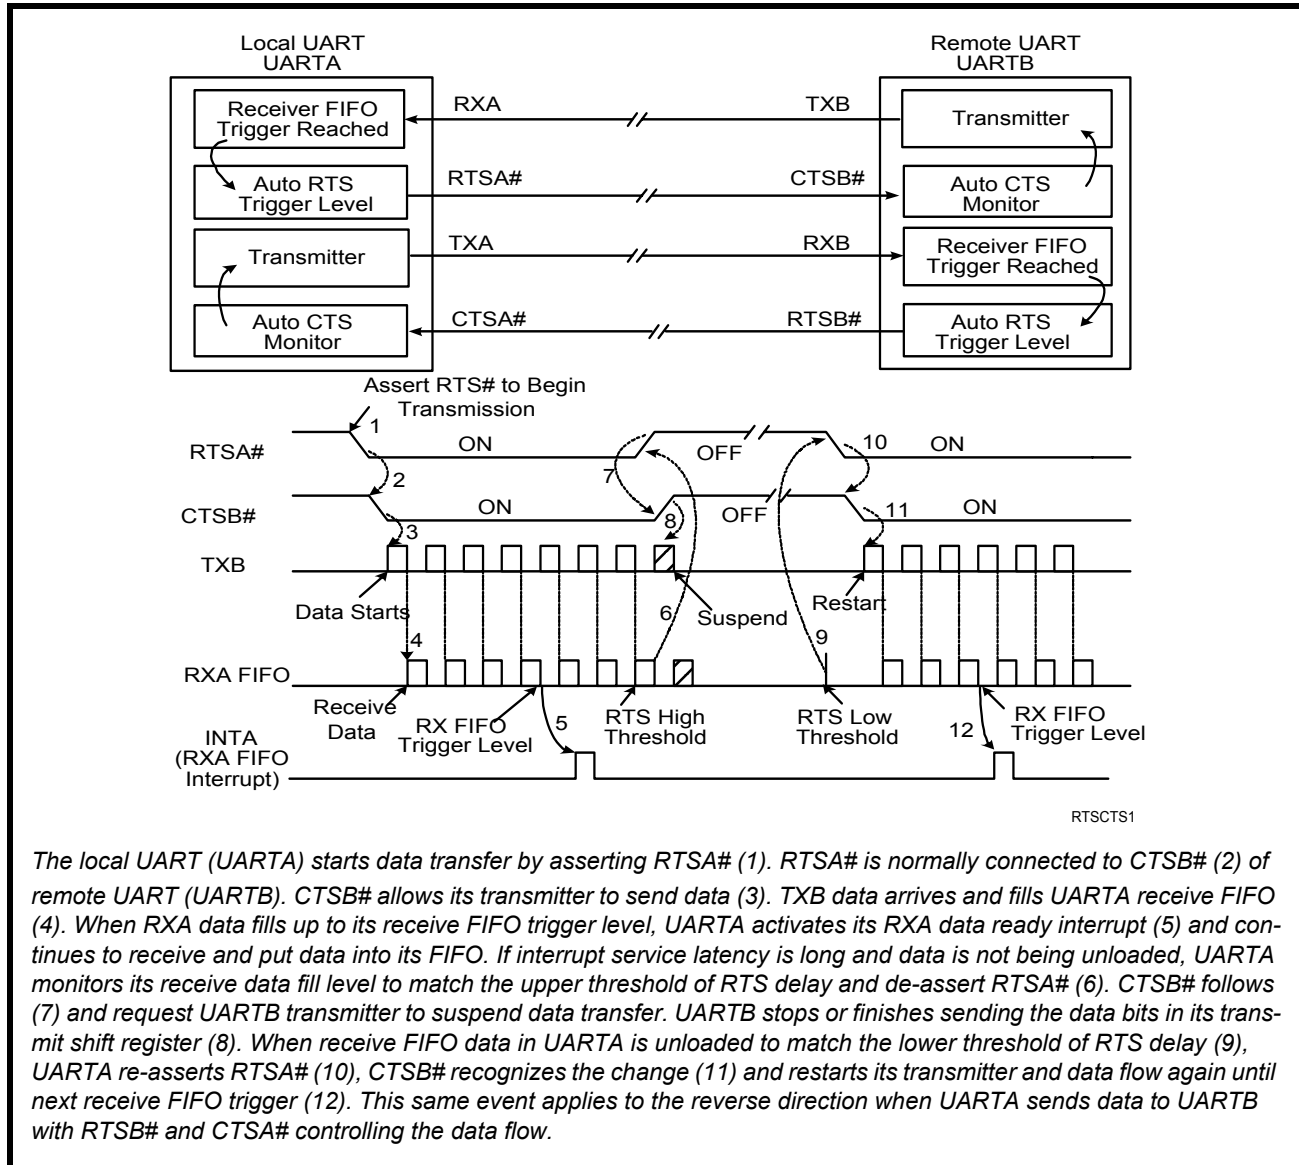 Local UART
UARTA
Remote UART
UARTB
Receiver FIFO
Trigger Reached
RXA
TXB
Transmitter
Auto RTS
Trigger Level
RTSA#
CTSB#
Auto CTS
Monitor
Transmitter
TXA
RXB
Receiver FIFO
Trigger Reached
Auto CTS
Monitor
CTSA#
RTSB#
Auto RTS
Trigger Level
Assert RTS# to Begin
Transmission
1
RTSA#
ON
7
OFF
10
ON
2
CTSB#
ON
8
OFF
11
ON
3
TXB
Data Starts
6
Suspend
Restart
4
9
RXA FIFO
Receive
Data
RX FIFO
Trigger Level
5
RTS High
Threshold
RTS Low
Threshold
12
RX FIFO
Trigger Level
INTA
(RXA FIFO
Interrupt)
RTSCTS1
The local UART (UARTA) starts data transfer by asserting RTSA# (1). RTSA# is normally connected to CTSB# (2) of
remote UART (UARTB). CTSB# allows its transmitter to send data (3). TXB data arrives and fills UARTA receive FIFO
(4). When RXA data fills up to its receive FIFO trigger level, UARTA activates its RXA data ready interrupt (5) and con-
tinues to receive and put data into its FIFO. If interrupt service latency is long and data is not being unloaded, UARTA
monitors its receive data fill level to match the upper threshold of RTS delay and de-assert RTSA# (6). CTSB# follows
(7) and request UARTB transmitter to suspend data transfer. UARTB stops or finishes sending the data bits in its trans-
mit shift register (8). When receive FIFO data in UARTA is unloaded to match the lower threshold of RTS delay (9),
UARTA re-asserts RTSA# (10), CTSB# recognizes the change (11) and restarts its transmitter and data flow again until
next receive FIFO trigger (12). This same event applies to the reverse direction when UARTA sends data to UARTB
with RTSB# and CTSA# controlling the data flow.